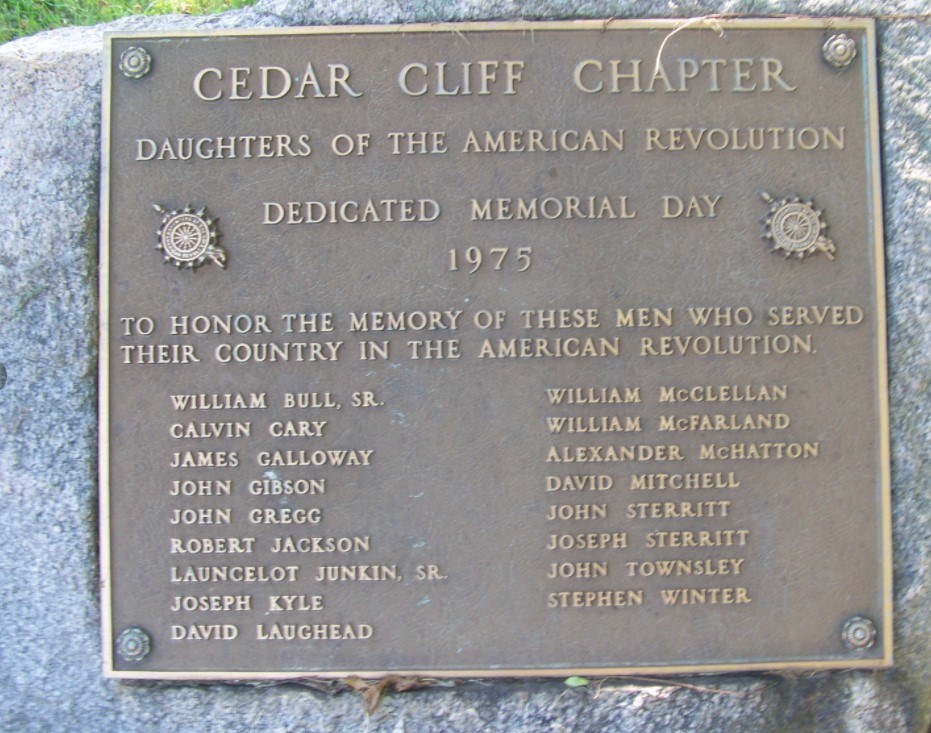 CEDAR CLIFF CHAPTER
DAUGHTERS OF THE AMERICAN REVOLUTION
DEDICATED MEMORIAL DAY
1975
TO HONOR THE MEMORY OF THESE MEN WHO SERVED
THEIR COUNTRY IN THE AMERICAN REVOLUTION.
WILLIAM BULL, SR.
CALVIN CARY
JAMES GALLOWAY
JOHN GIBSON
JOHN GREGG
ROBERT JACKSON
LAUNCELOT JUNKIN, SR.
JOSEPH KYLE
DAVID LAUGHEAD
WILLIAM McCLELLAN
WILLIAM McFARLAND
ALEXANDER McHATTON
DAVID MITCHELL
JOHN STERRITT
JOSEPH STERRITT
JOHN TOWNSLEY
STEPHEN WINTER